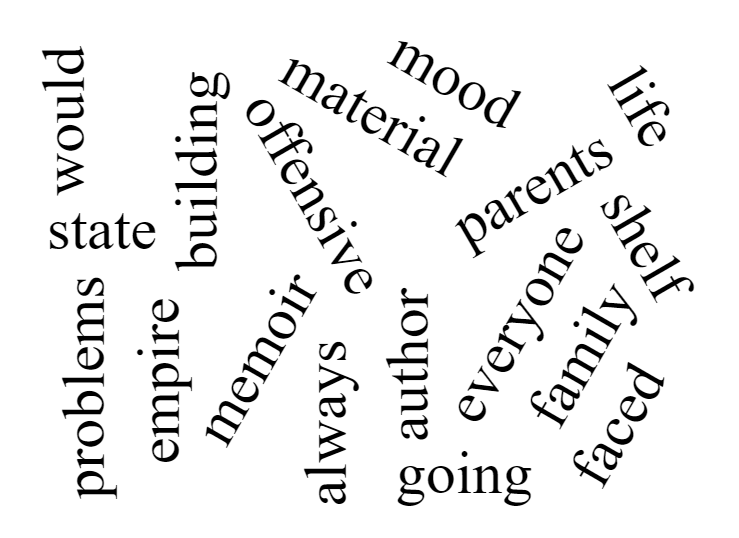 would
building
material
mood
life
offensive
parents
state
shelf
problems
empire
memoir
always
author
everyone
family
faced
going